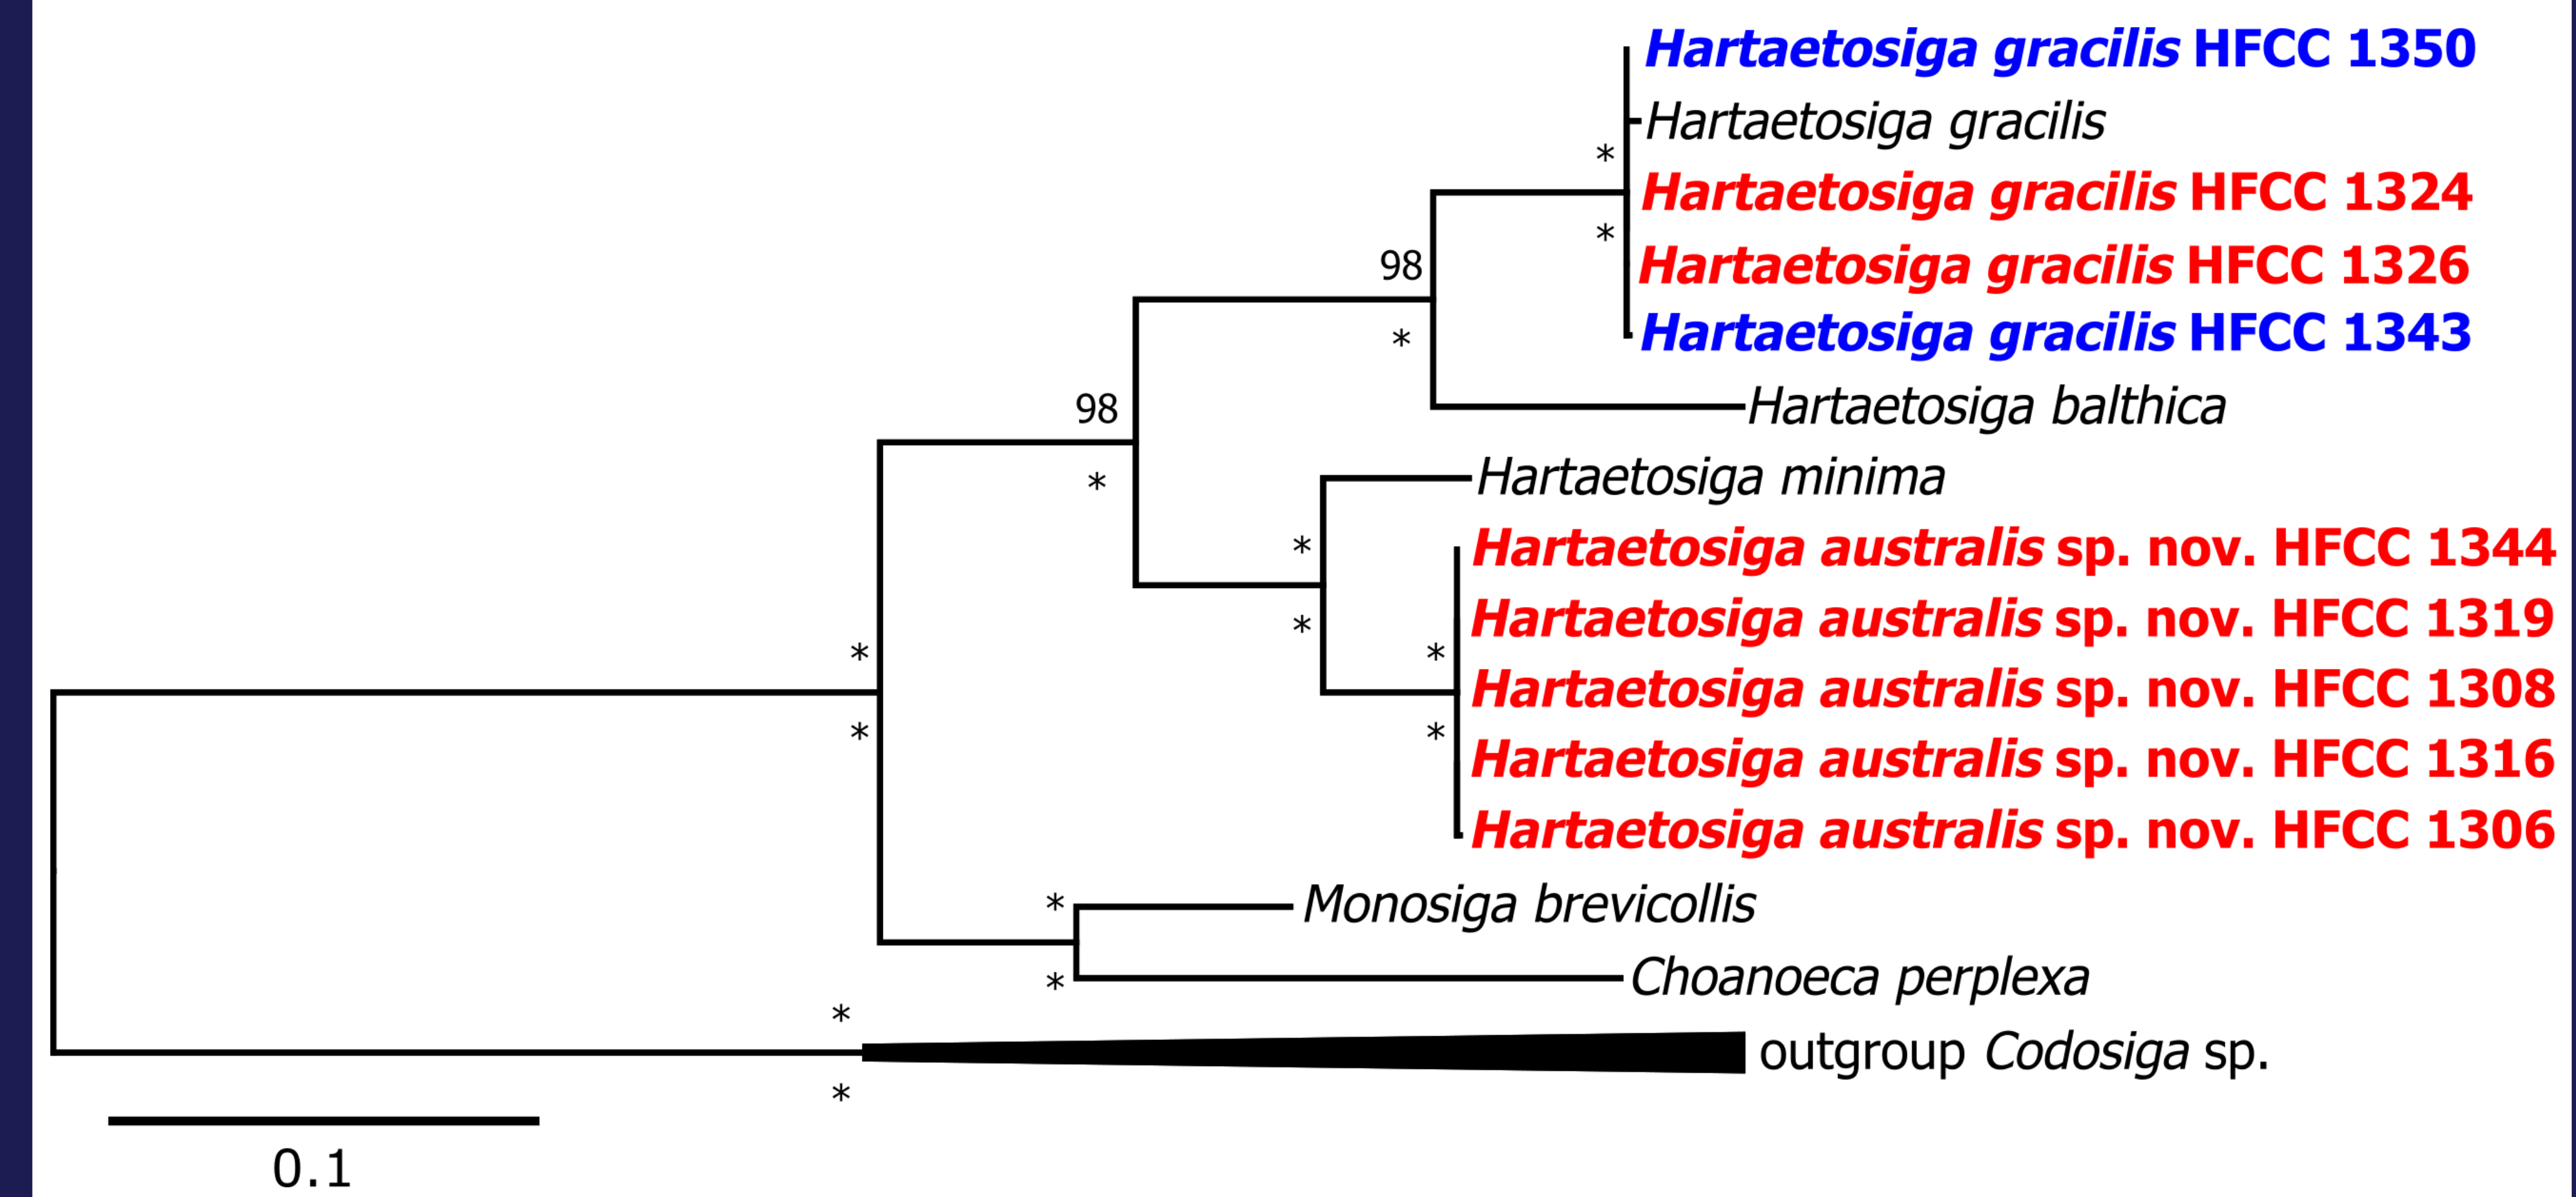 Hartaetosiga gracilis HFCC 1350
Hartaetosiga gracilis
*
Hartaetosiga gracilis HFCC 1324
*
98
Hartaetosiga gracilis HFCC 1326
*
Hartaetosiga gracilis HFCC 1343
98
Hartaetosiga balthica
*
Hartaetosiga minima
*
Hartaetosiga australis sp. nov. HFCC 1344
*
Hartaetosiga australis sp. nov. HFCC 1319
*
*
Hartaetosiga australis sp. nov. HFCC 1308
*
*
Hartaetosiga australis sp. nov. HFCC 1316
Hartaetosiga australis sp. nov. HFCC 1306
*
Monosiga brevicollis
*
Choanoeca perplexa
*
outgroup Codosiga sp.
*
0.1